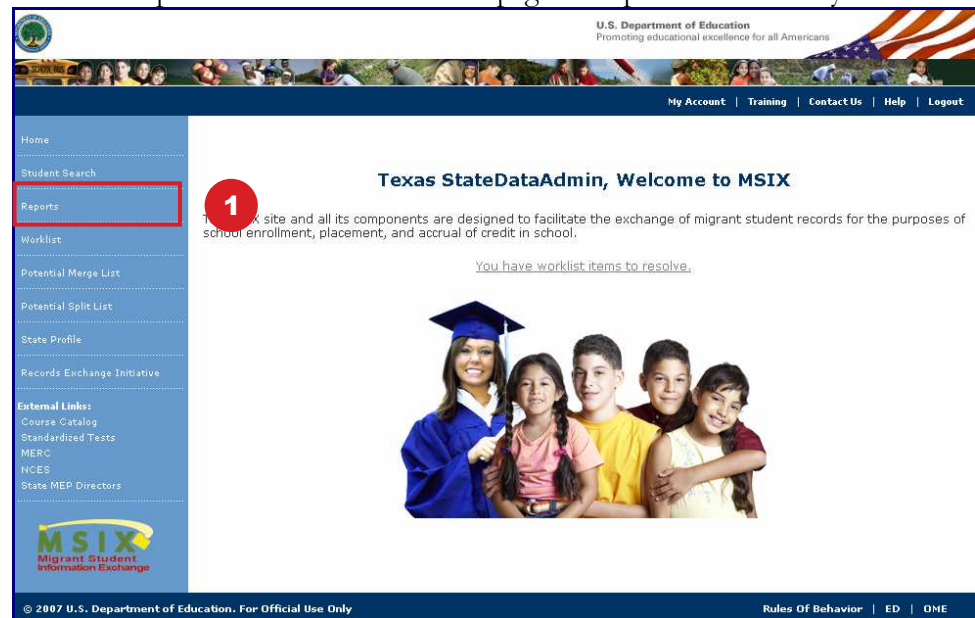 U.S. Department of Education
Promoting educational excellence for all Americans
SCHOOL BUS
My Account | Training | Contact Us | Help | Logout
Home
Student Search
Reports
Worklist
Potential Merge List
Potential Split List
State Profile
Records Exchange Initiative
External Links:
Course Catalog
Standardized Tests
MERC
NCES
State MEP Directors
MSIX
Migrant Student
Information Exchange
1
Texas StateDataAdmin, Welcome to MSIX
X site and all its components are designed to facilitate the exchange of migrant student records for the purposes of
school enrollment, placement, and accrual of credit in school.
You have worklist items to resolve.
© 2007 U.S. Department of Education. For Official Use Only
Rules Of Behavior | ED | OME